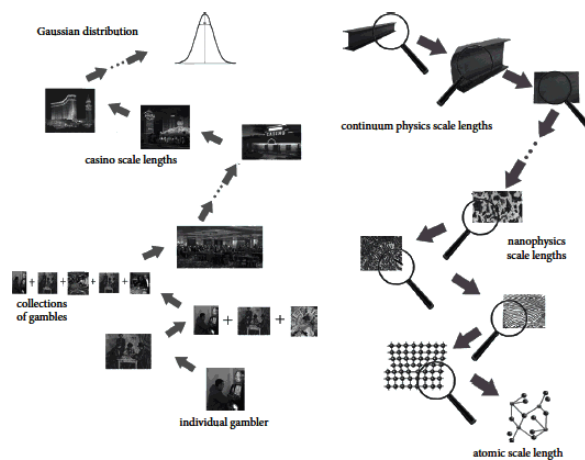 Gaussian distribution
casino scale lengths
CASINO
collections
of gambles
individual gambler
continuum physics scale lengths
nanophysics
scale lengths
atomic scale length